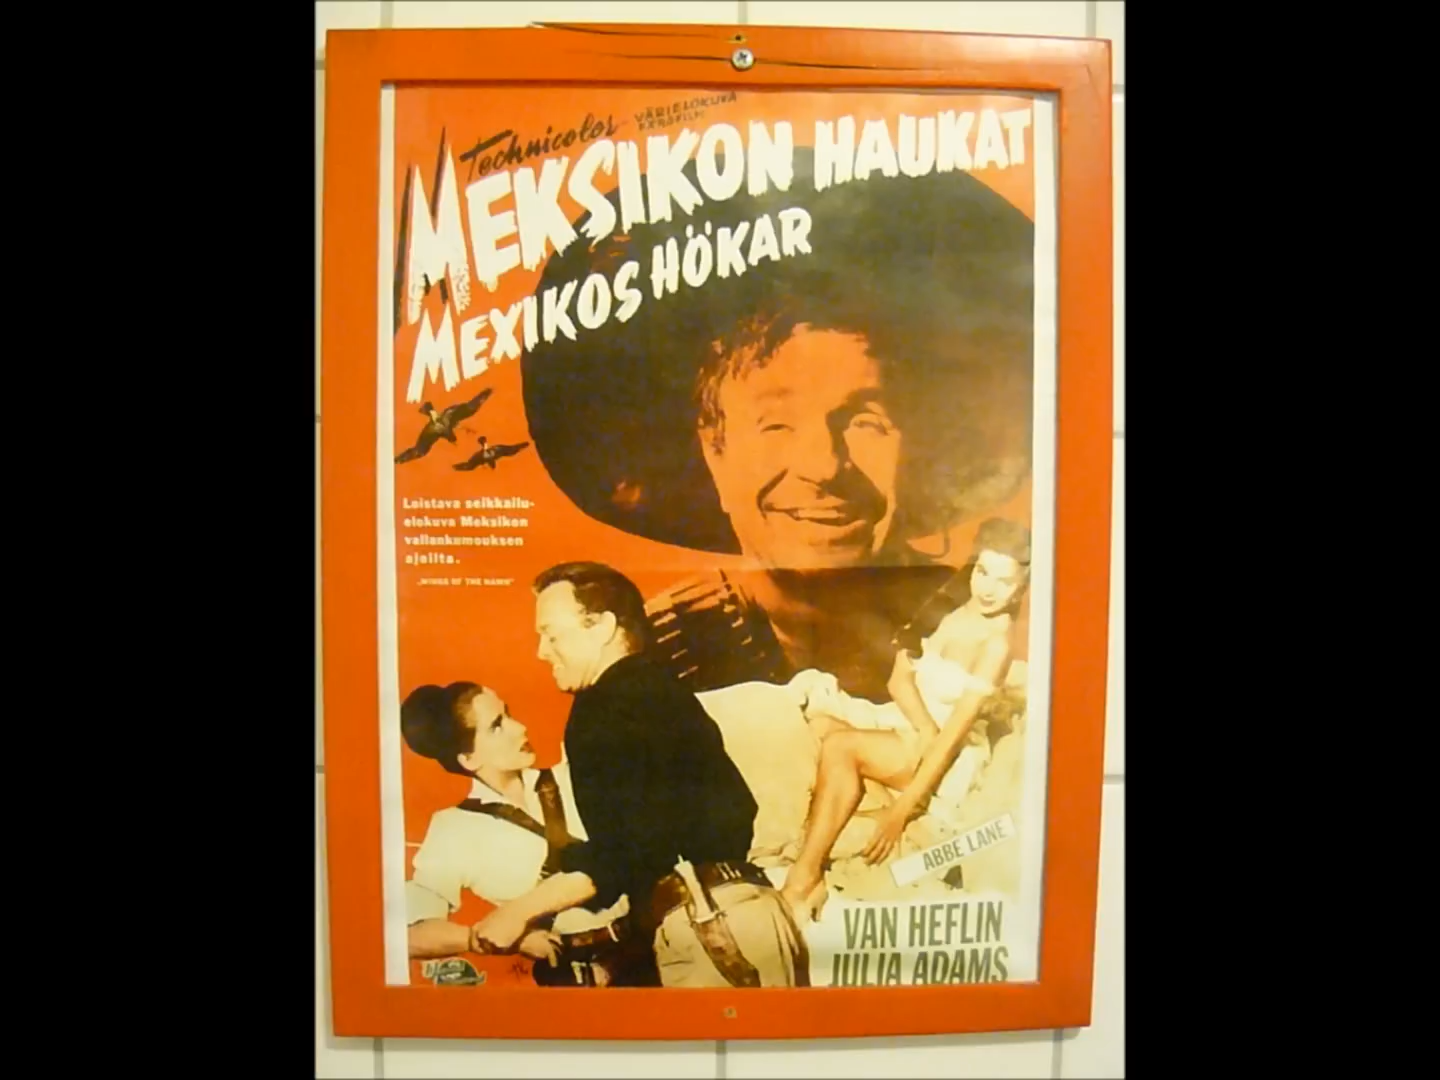 Technicolor - VÄRIELOKUVA
MEKSIKON HAUKAT
MEXIKOS HÖKAR
Loistava seikkailu-
elokuva Meksikon
vallankumouksen
ajoilta.
„WINGS OF THE HAWK"
ABBE LANE
VAN HEFLIN
JULIA ADAMS